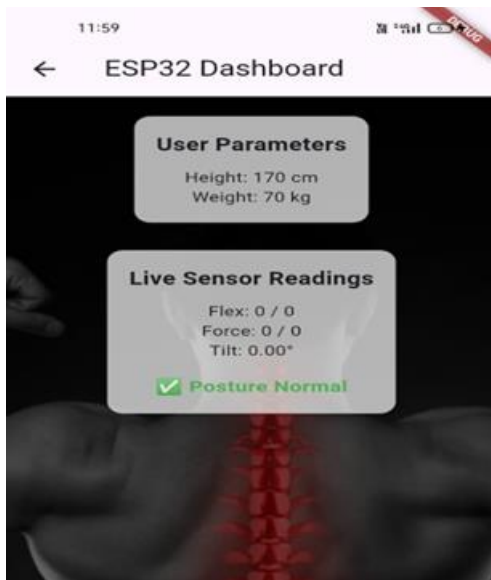 11:59
DEBUG
← ESP32 Dashboard
User Parameters
Height: 170 cm
Weight: 70 kg
Live Sensor Readings
Flex: 0 / 0
Force: 0 / 0
Tilt: 0.00°
✅ Posture Normal